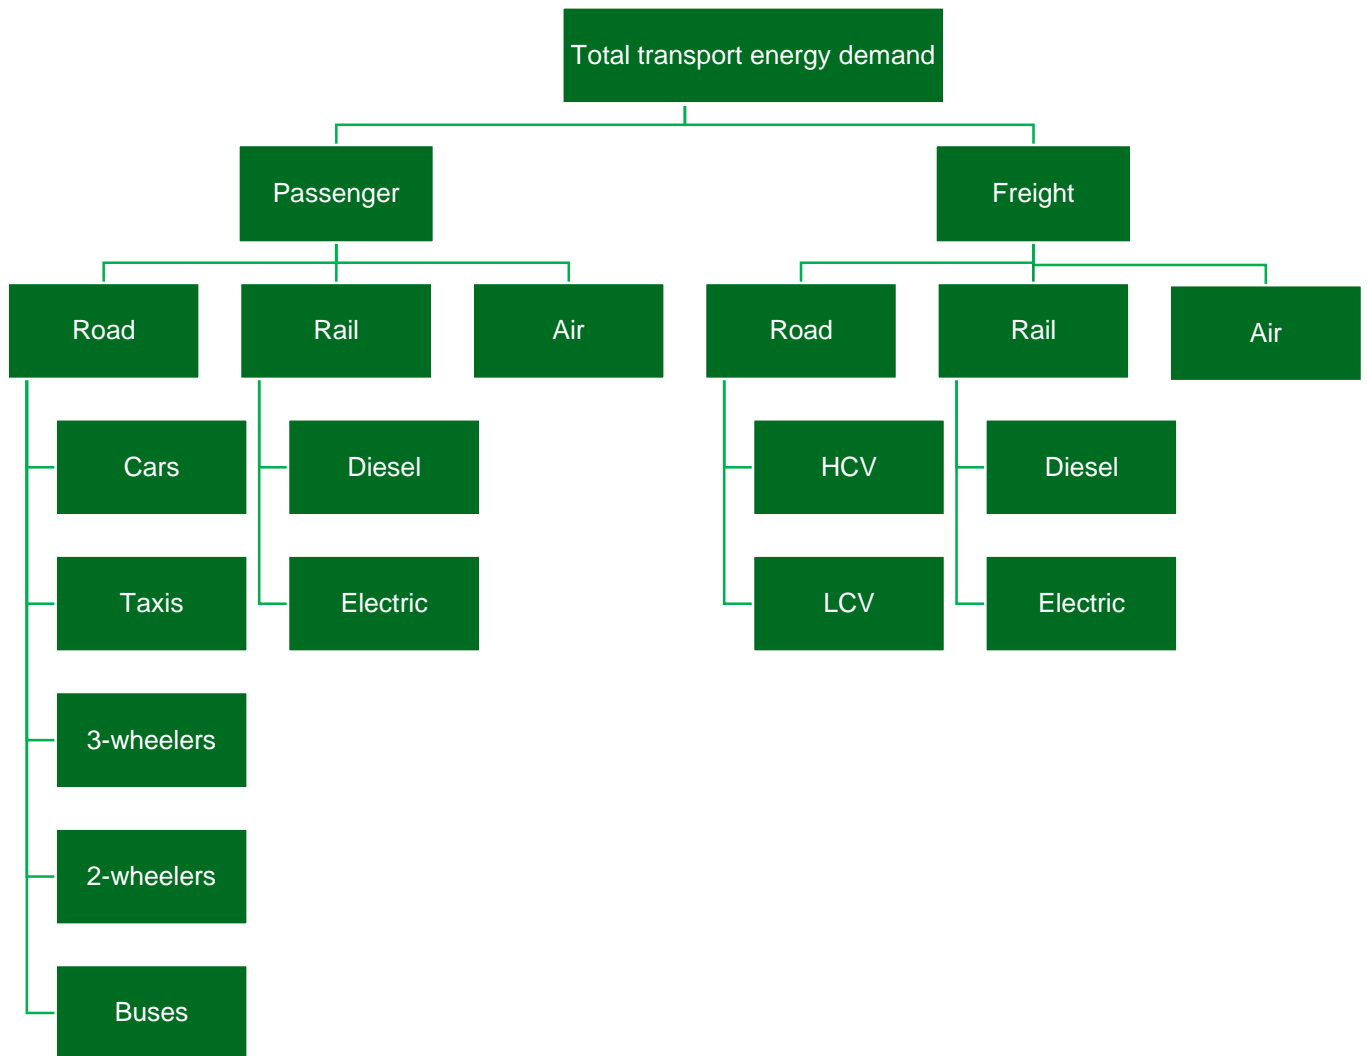 Total transport energy demand
Passenger
Freight
Road
Rail
Air
Road
Rail
Air
Cars
Diesel
HCV
Diesel
Taxis
Electric
LCV
Electric
3-wheelers
2-wheelers
Buses